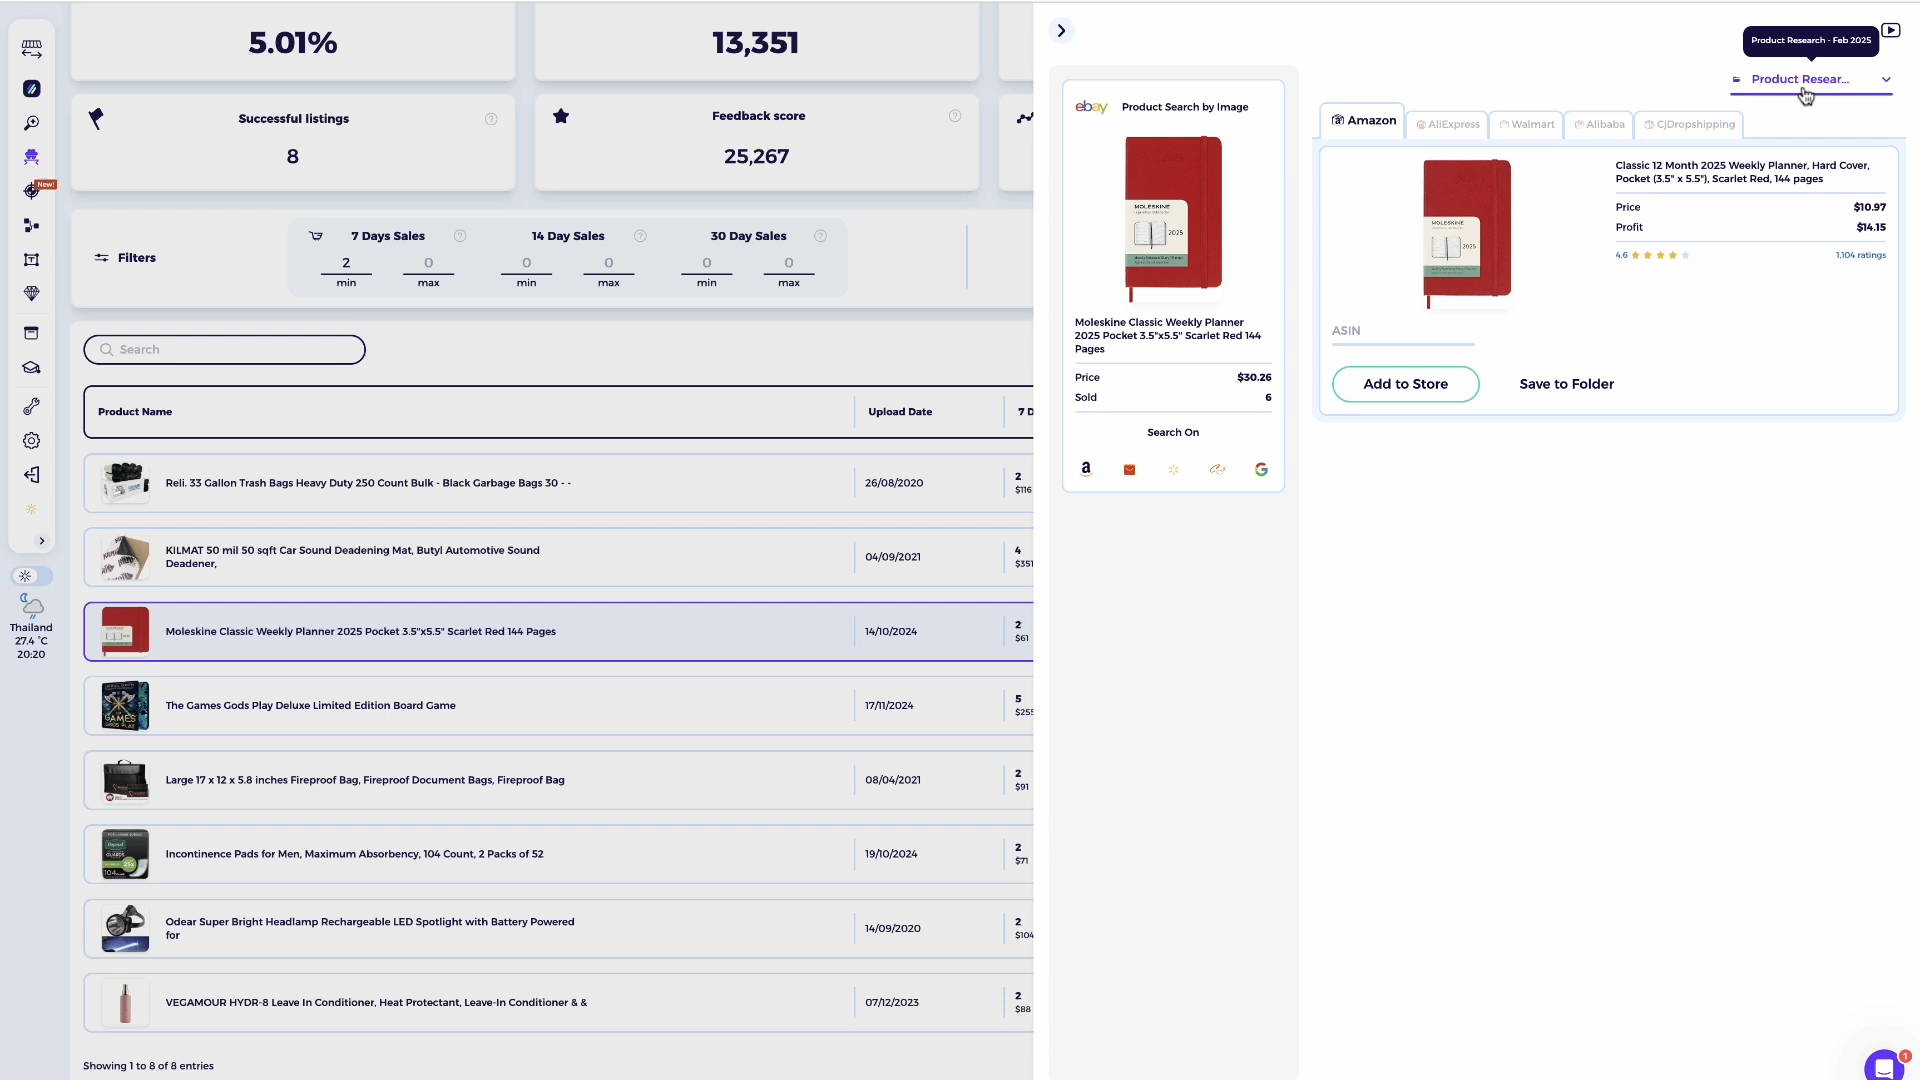 5.01%
13,351
Successful listings
8
Feedback score
25,267
New!
Filters
7 Days Sales
14 Day Sales
30 Day Sales
2
0
0
0
0
0
min
max
min
max
min
max
Search
Product Name
Upload Date
7 D
Reli. 33 Gallon Trash Bags Heavy Duty 250 Count Bulk - Black Garbage Bags 30 - -
26/08/2020
2
$116
KILMAT 50 mil 50 sqft Car Sound Deadening Mat, Butyl Automotive Sound
Deadener,
04/09/2021
4
$351
Moleskine Classic Weekly Planner 2025 Pocket 3.5"x5.5" Scarlet Red 144 Pages
14/10/2024
2
$61
The Games Gods Play Deluxe Limited Edition Board Game
17/11/2024
5
$255
Large 17 x 12 x 5.8 inches Fireproof Bag, Fireproof Document Bags, Fireproof Bag
08/04/2021
2
$91
Incontinence Pads for Men, Maximum Absorbency, 104 Count, 2 Packs of 52
19/10/2024
2
$71
Odear Super Bright Headlamp Rechargeable LED Spotlight with Battery Powered
for
14/09/2020
2
$104
VEGAMOUR HYDR-8 Leave In Conditioner, Heat Protectant, Leave-In Conditioner & &
07/12/2023
2
$88
Showing 1 to 8 of 8 entries
Thailand
27.4 °C
20:20
ebay
Product Search by Image
MOLESKINE
2025
Moleskine Classic Weekly Planner
2025 Pocket 3.5"x5.5" Scarlet Red 144
Pages
Price
$30.26
Sold
6
Search On
Product Research - Feb 2025
Product Resear...
Amazon
AliExpress
Walmart
Alibaba
CjDropshipping
MOLESKINE
2025
Classic 12 Month 2025 Weekly Planner, Hard Cover,
Pocket (3.5" x 5.5"), Scarlet Red, 144 pages
Price
$10.97
Profit
$14.15
4.6
1,104 ratings
ASIN
Add to Store
Save to Folder
1